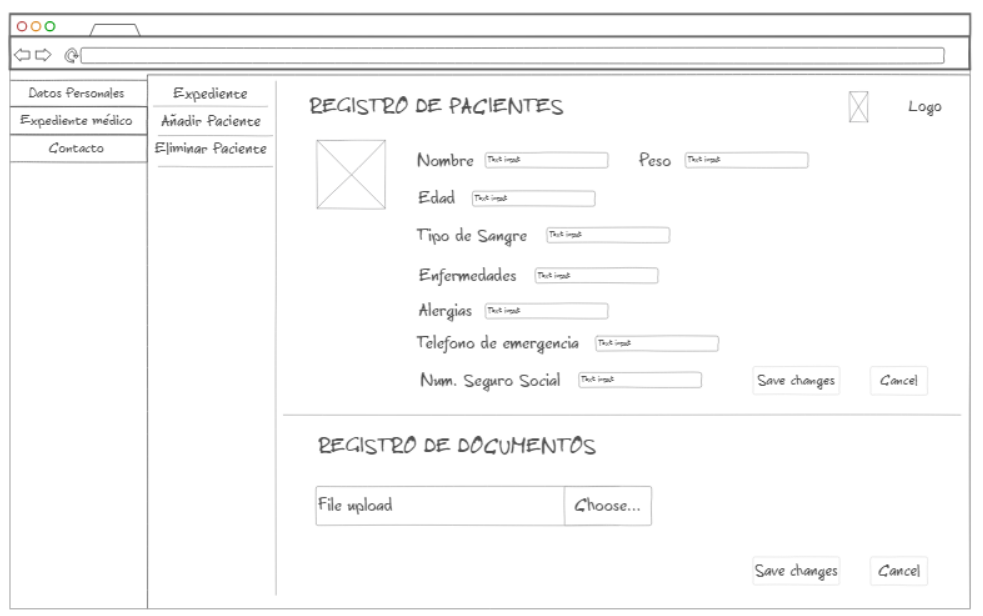 Datos Personales
Expediente médico
Contacto
Expediente
Añadir Paciente
Eliminar Paciente
REGISTRO DE PACIENTES
Logo
Nombre Text input Peso Text input
Edad Text input
Tipo de Sangre Text input
Enfermedades Text input
Alergias Text input
Telefono de emergencia Text input
Num. Seguro Social Text input
Save changes Cancel
REGISTRO DE DOCUMENTOS
File upload Choose...
Save changes Cancel